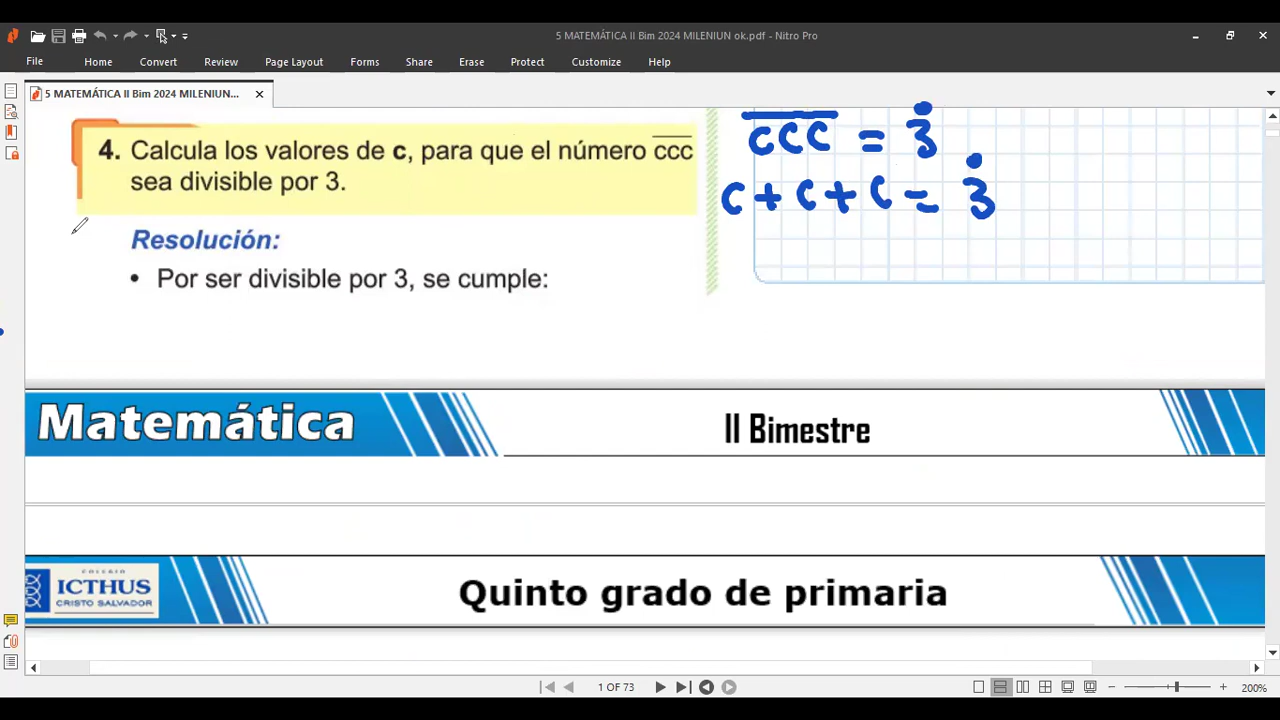 5 MATEMÁTICA II Bim 2024 MILENIUN ok.pdf - Nitro Pro
File Home Convert Review Page Layout Forms Share Erase Protect Customize Help
5 MATEMÁTICA II Bim 2024 MILENIUN...
4. Calcula los valores de c, para que el número c̅c̅c̅
sea divisible por 3.
Resolución:
• Por ser divisible por 3, se cumple:
c̅c̅c̅ = 3̇
c + c + c = 3̇
Matemática
II Bimestre
COLEGIO
ICTHUS
CRISTO SALVADOR
Quinto grado de primaria
1 OF 73
200%